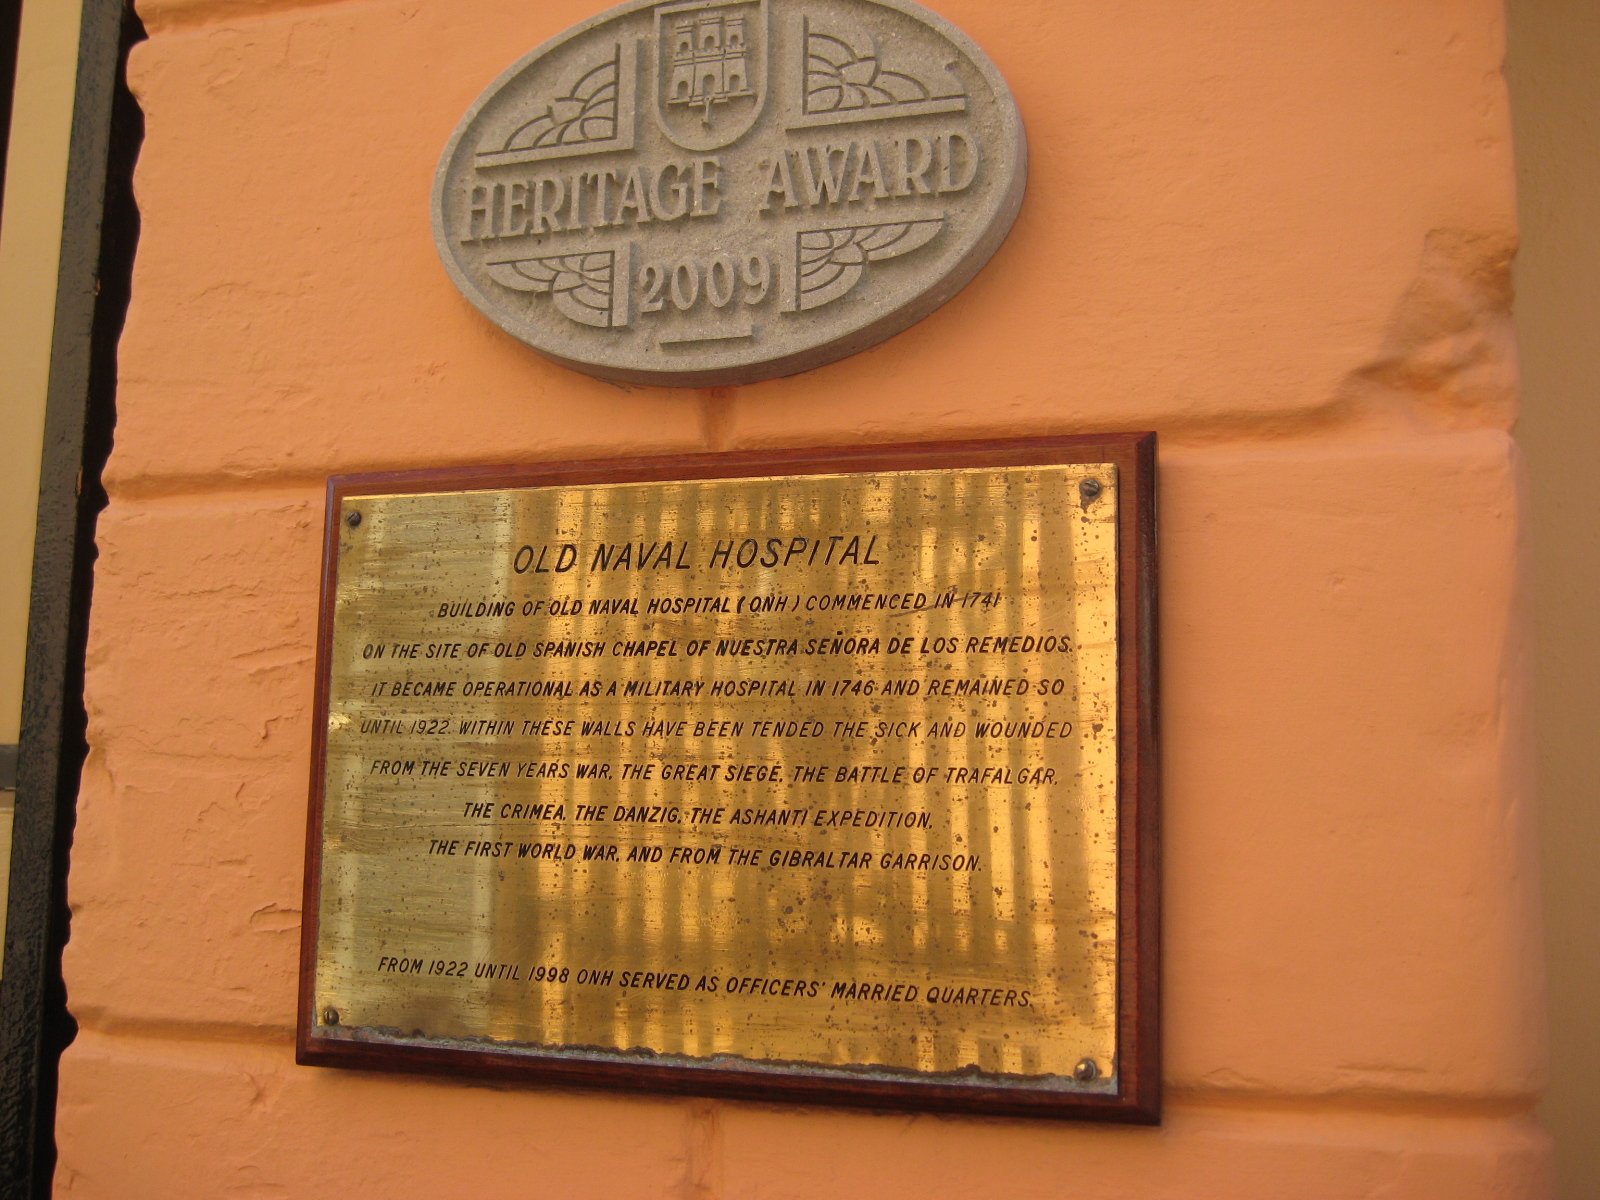 HERITAGE AWARD
2009
OLD NAVAL HOSPITAL
BUILDING OF OLD NAVAL HOSPITAL (ONH) COMMENCED IN 1741
ON THE SITE OF OLD SPANISH CHAPEL OF NUESTRA SEÑORA DE LOS REMEDIOS.
IT BECAME OPERATIONAL AS A MILITARY HOSPITAL IN 1746 AND REMAINED SO
UNTIL 1922. WITHIN THESE WALLS HAVE BEEN TENDED THE SICK AND WOUNDED
FROM THE SEVEN YEARS WAR, THE GREAT SIEGE, THE BATTLE OF TRAFALGAR,
THE CRIMEA, THE DANZIG, THE ASHANTI EXPEDITION,
THE FIRST WORLD WAR, AND FROM THE GIBRALTAR GARRISON.
FROM 1922 UNTIL 1998 ONH SERVED AS OFFICERS' MARRIED QUARTERS.